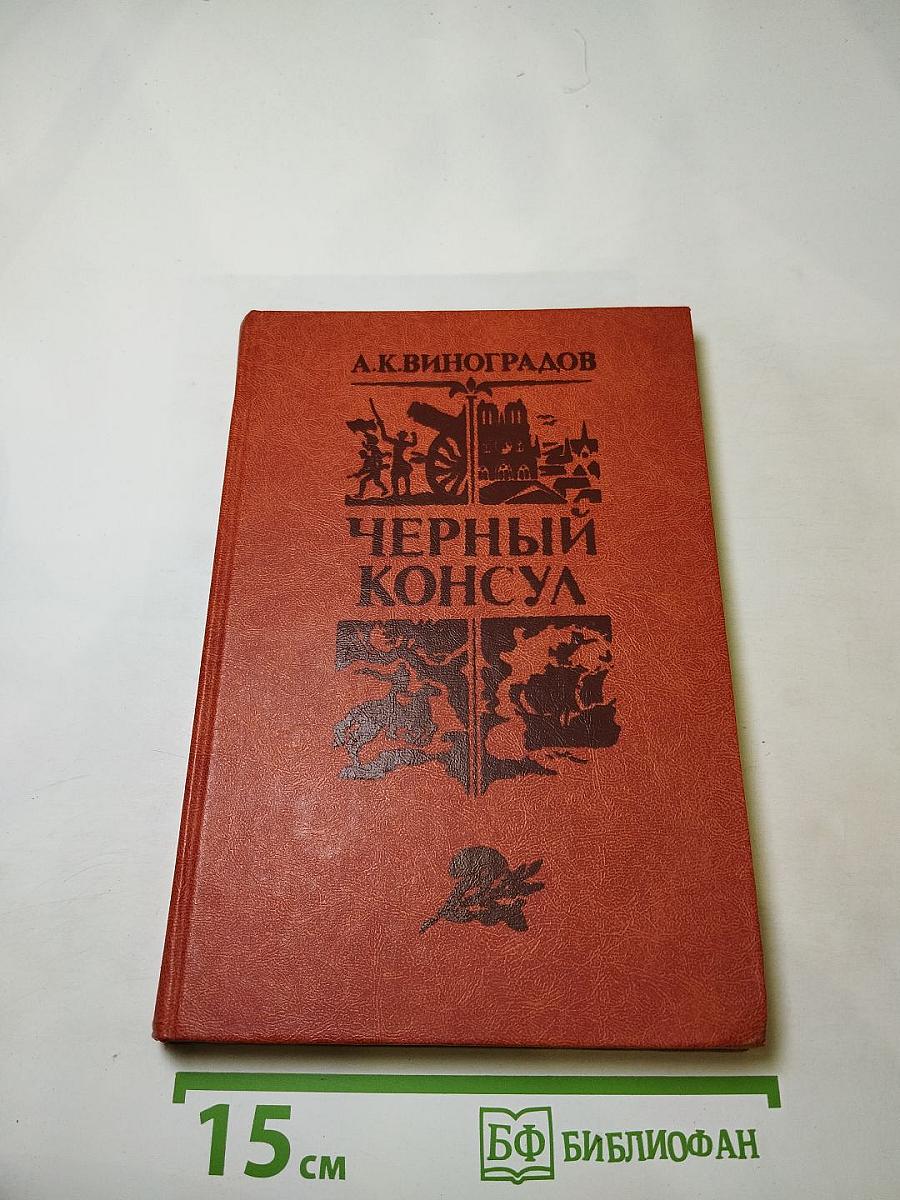 А.К.ВИНОГРАДОВ
ЧЕРНЫЙ
КОНСУЛ
15 см
БФ БИБЛИОФАН